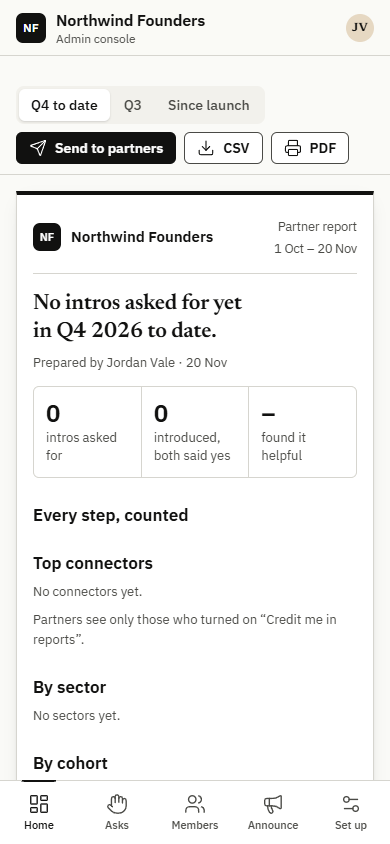 NF
Northwind Founders
Admin console
JV
Q4 to date
Q3
Since launch
Send to partners
CSV
PDF
NF
Northwind Founders
Partner report
1 Oct – 20 Nov
No intros asked for yet
in Q4 2026 to date.
Prepared by Jordan Vale · 20 Nov
0
intros asked
for
0
introduced,
both said yes
–
found it
helpful
Every step, counted
Top connectors
No connectors yet.
Partners see only those who turned on “Credit me in
reports”.
By sector
No sectors yet.
By cohort
Home
Asks
Members
Announce
Set up